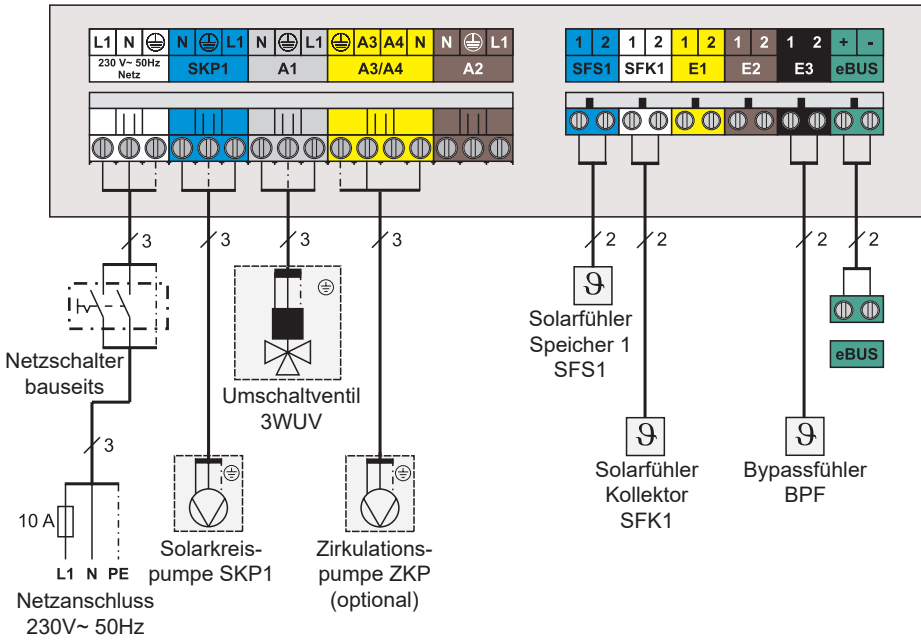 L1 N N L1 N L1 A3 A4 N N L1
230 V~ 50Hz
Netz
SKP1
A1
A3/A4
A2
1 2 1 2 1 2 1 2 1 2 + -
SFS1 SFK1 E1 E2 E3 eBUS
3 3 3 3 2 2 2 2
Netzschalter
bauseits
Umschaltventil
3WUV
ϑ
Solarfühler
Speicher 1
SFS1
eBUS
3
10 A
L1 N PE
Netzanschluss
230V~ 50Hz
Solarkreis-
pumpe SKP1
Zirkulations-
pumpe ZKP
(optional)
ϑ
Solarfühler
Kollektor
SFK1
ϑ
Bypassfühler
BPF